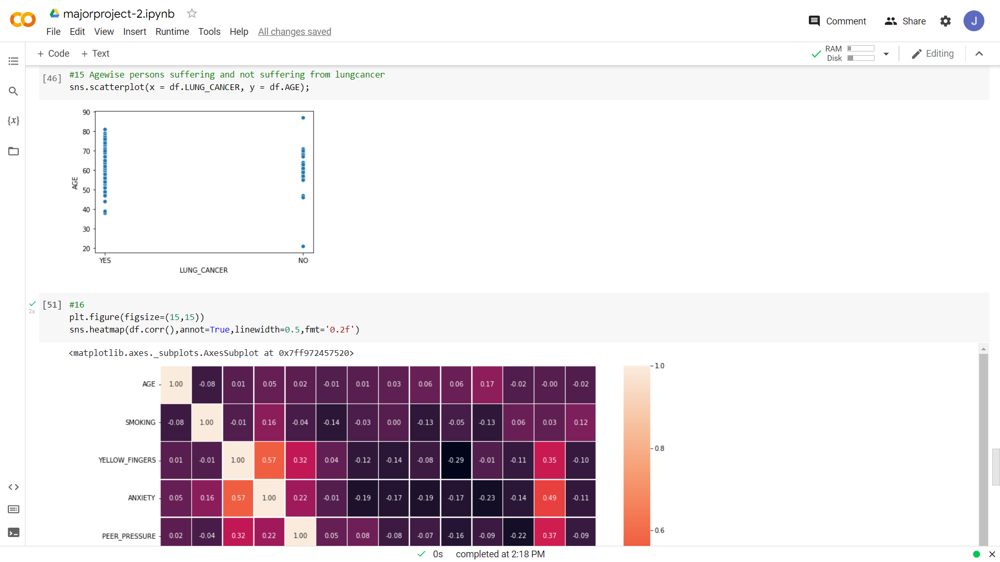 majorproject-2.ipynb
File Edit View Insert Runtime Tools Help All changes saved
Comment Share J
+ Code + Text
RAM
Disk
Editing
[46] #15 Agewise persons suffering and not suffering from lungcancer
sns.scatterplot(x = df.LUNG_CANCER, y = df.AGE);
{x}
90
80
70
60
50
40
30
20
AGE
YES NO
LUNG_CANCER
2s
[51] #16
plt.figure(figsize=(15,15))
sns.heatmap(df.corr(),annot=True,linewidth=0.5,fmt='0.2f')
<matplotlib.axes._subplots.AxesSubplot at 0x7ff972457520>
AGE 1.00 -0.08 0.01 0.05 0.02 -0.01 0.01 0.03 0.06 0.06 0.17 -0.02 -0.00 -0.02
SMOKING -0.08 1.00 -0.01 0.16 -0.04 -0.14 -0.03 0.00 -0.13 -0.05 -0.13 0.06 0.03 0.12
YELLOW_FINGERS 0.01 -0.01 1.00 0.57 0.32 0.04 -0.12 -0.14 -0.08 -0.29 -0.01 -0.11 0.35 -0.10
ANXIETY 0.05 0.16 0.57 1.00 0.22 -0.01 -0.19 -0.17 -0.19 -0.17 -0.23 -0.14 0.49 -0.11
PEER_PRESSURE 0.02 -0.04 0.32 0.22 1.00 0.05 0.08 -0.08 -0.07 -0.16 -0.09 -0.22 0.37 -0.09
1.0
0.8
0.6
0s completed at 2:18 PM